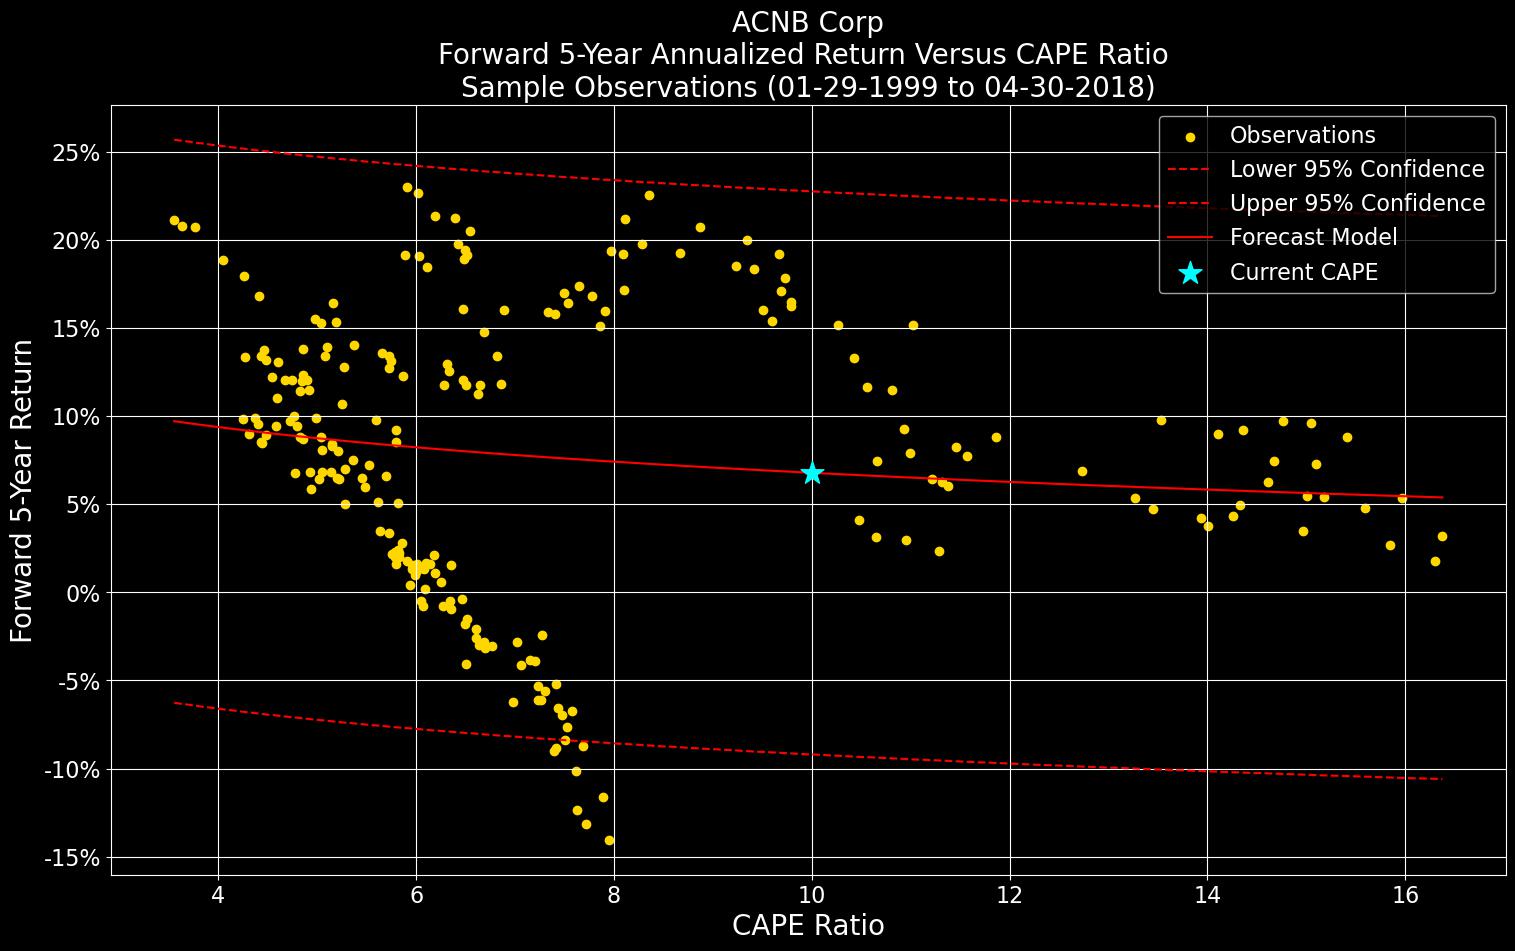 ACNB Corp
Forward 5-Year Annualized Return Versus CAPE Ratio
Sample Observations (01-29-1999 to 04-30-2018)
Observations
Lower 95% Confidence
Upper 95% Confidence
Forecast Model
Current CAPE
Forward 5-Year Return
25%
20%
15%
10%
5%
0%
-5%
-10%
-15%
4 6 8 10 12 14 16
CAPE Ratio